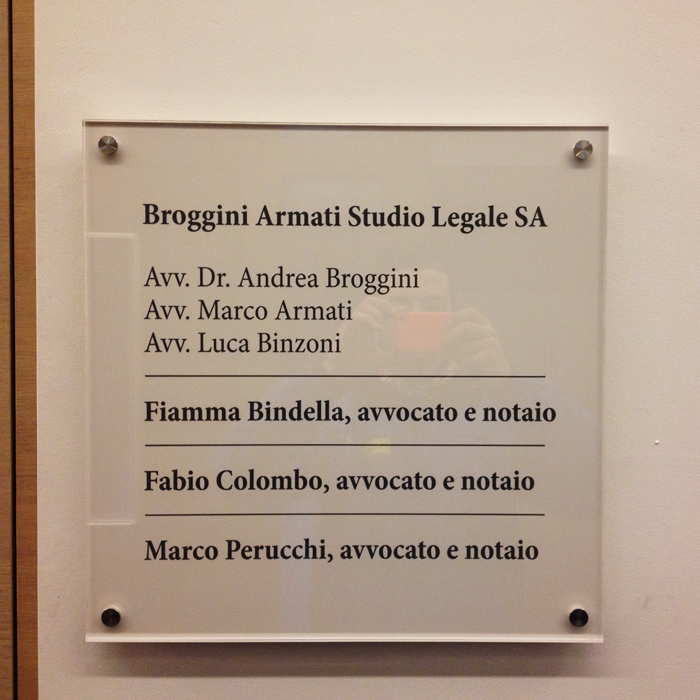 Broggini Armati Studio Legale SA
Avv. Dr. Andrea Broggini
Avv. Marco Armati
Avv. Luca Binzoni
Fiamma Bindella, avvocato e notaio
Fabio Colombo, avvocato e notaio
Marco Perucchi, avvocato e notaio